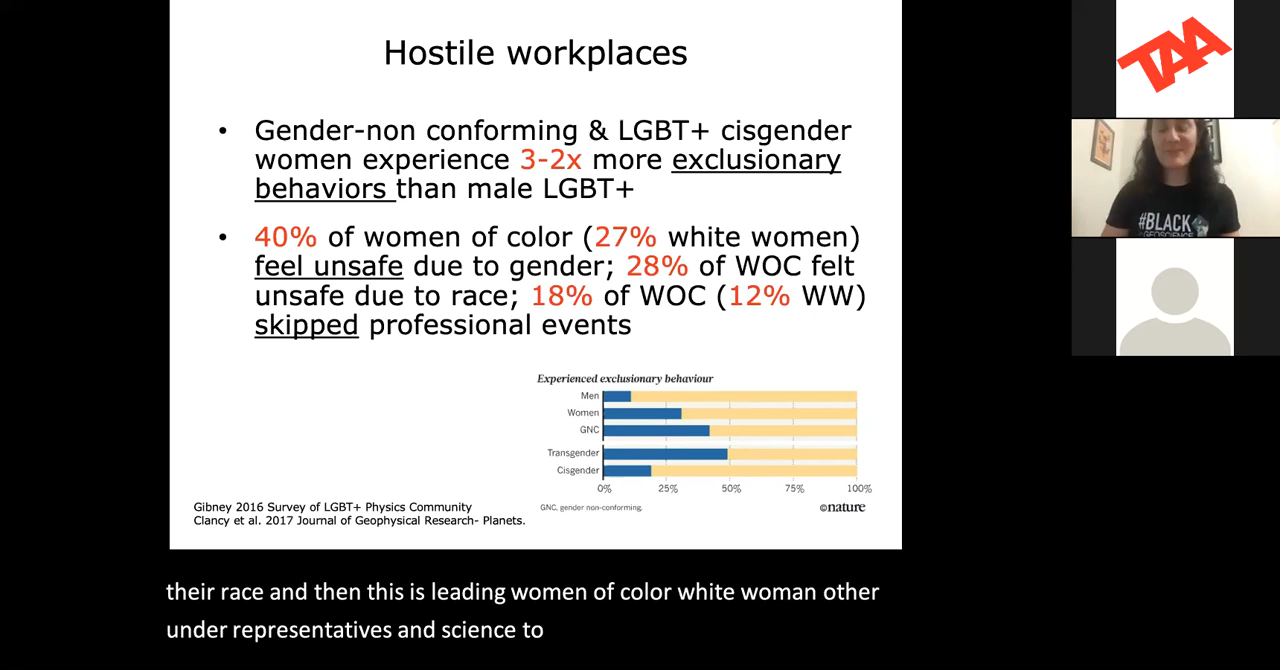 Hostile workplaces
• Gender-non conforming & LGBT+ cisgender
women experience 3-2x more exclusionary
behaviors than male LGBT+
• 40% of women of color (27% white women)
feel unsafe due to gender; 28% of WOC felt
unsafe due to race; 18% of WOC (12% WW)
skipped professional events
Experienced exclusionary behaviour
Men
Women
GNC
Transgender
Cisgender
0% 25% 50% 75% 100%
GNC, gender non-conforming.
©nature
Gibney 2016 Survey of LGBT+ Physics Community
Clancy et al. 2017 Journal of Geophysical Research- Planets.
TAA
#BLACK
GEOSCIENCE
their race and then this is leading women of color white woman other
under representatives and science to